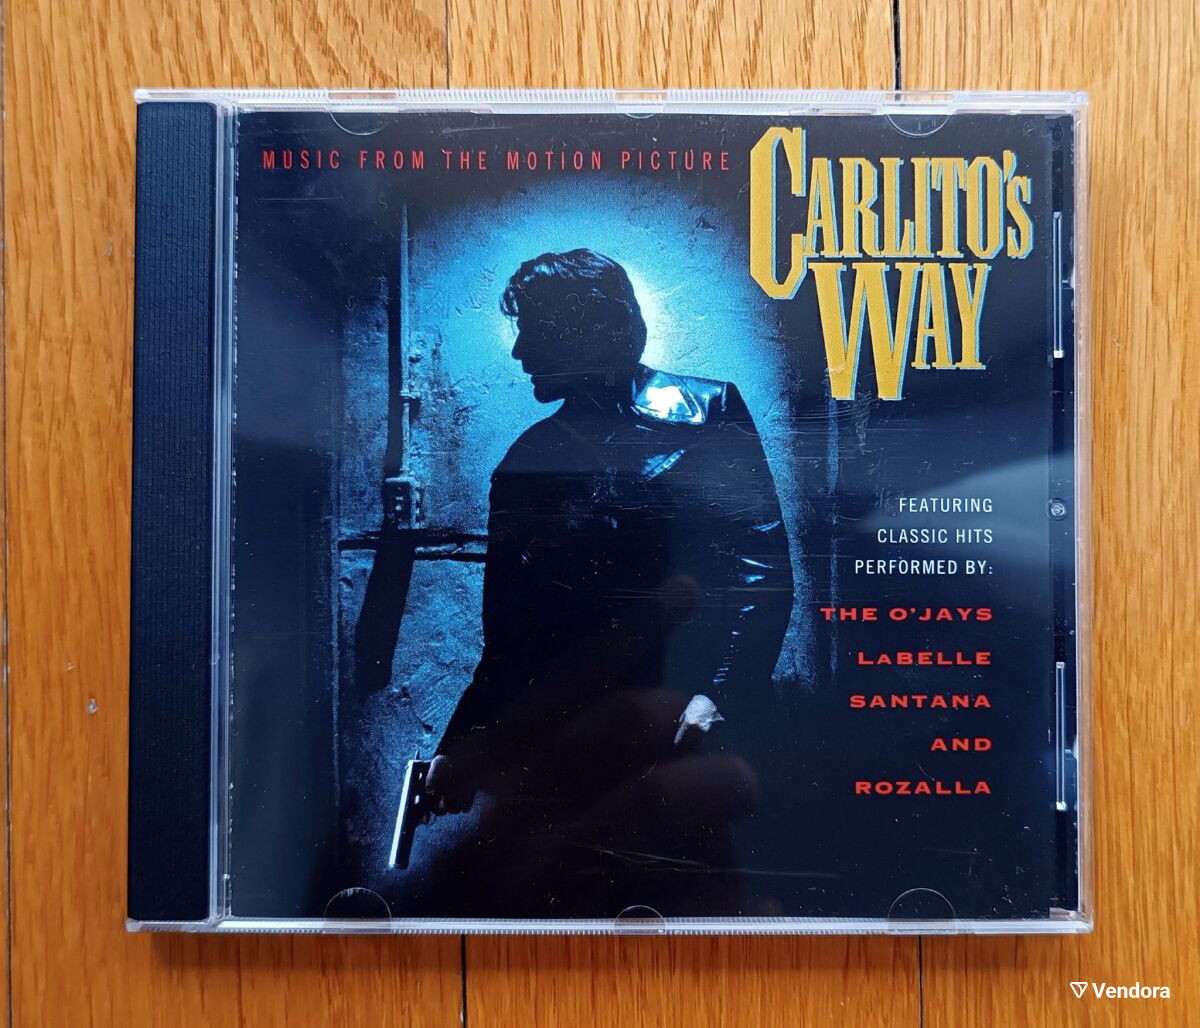 MUSIC FROM THE MOTION PICTURE
CARLITO'S
WAY
FEATURING
CLASSIC HITS
PERFORMED BY:
THE O'JAYS
LABELLE
SANTANA
AND
ROZALLA
Vendora